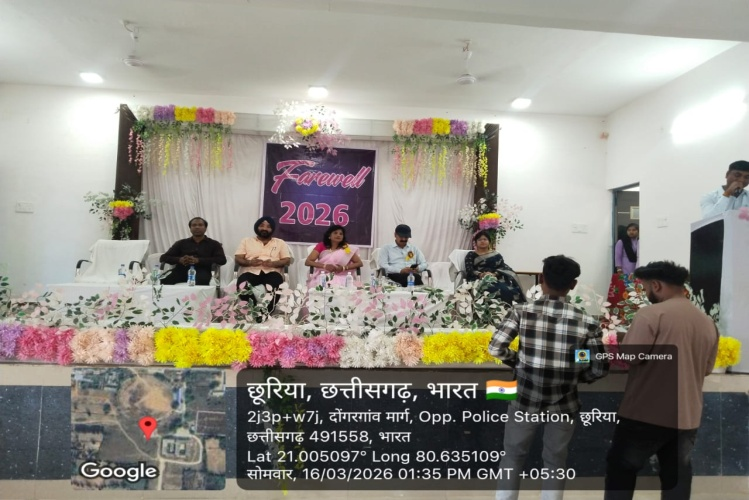 Farewell
2026
GPS Map Camera
छूरिया, छत्तीसगढ़, भारत 🇮🇳
2j3p+w7j, दोंगरगांव मार्ग, Opp. Police Station, छूरिया,
छत्तीसगढ़ 491558, भारत
Lat 21.005097° Long 80.635109°
सोमवार, 16/03/2026 01:35 PM GMT +05:30
Google